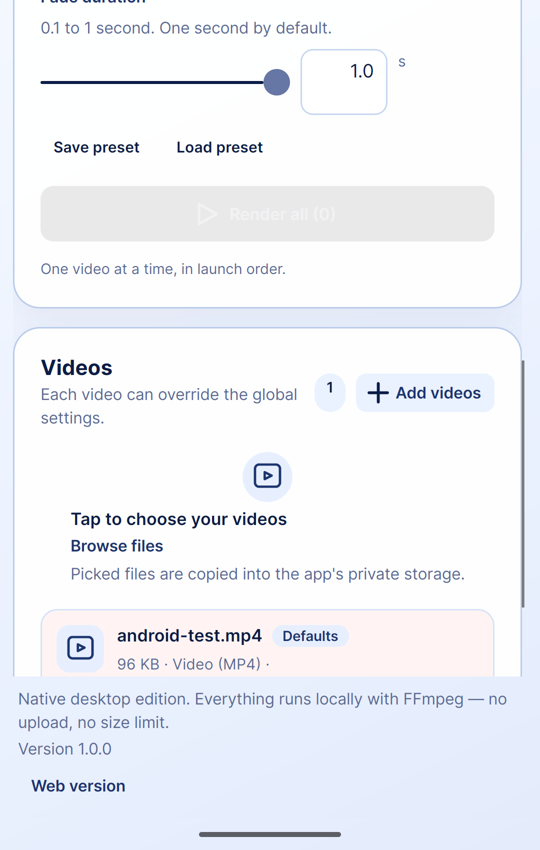 Fade duration
0.1 to 1 second. One second by default.
1.0
s
Save preset
Load preset
Render all (0)
One video at a time, in launch order.
Videos
Each video can override the global
settings.
1
Add videos
Tap to choose your videos
Browse files
Picked files are copied into the app's private storage.
android-test.mp4
Defaults
96 KB · Video (MP4) ·
Native desktop edition. Everything runs locally with FFmpeg — no
upload, no size limit.
Version 1.0.0
Web version